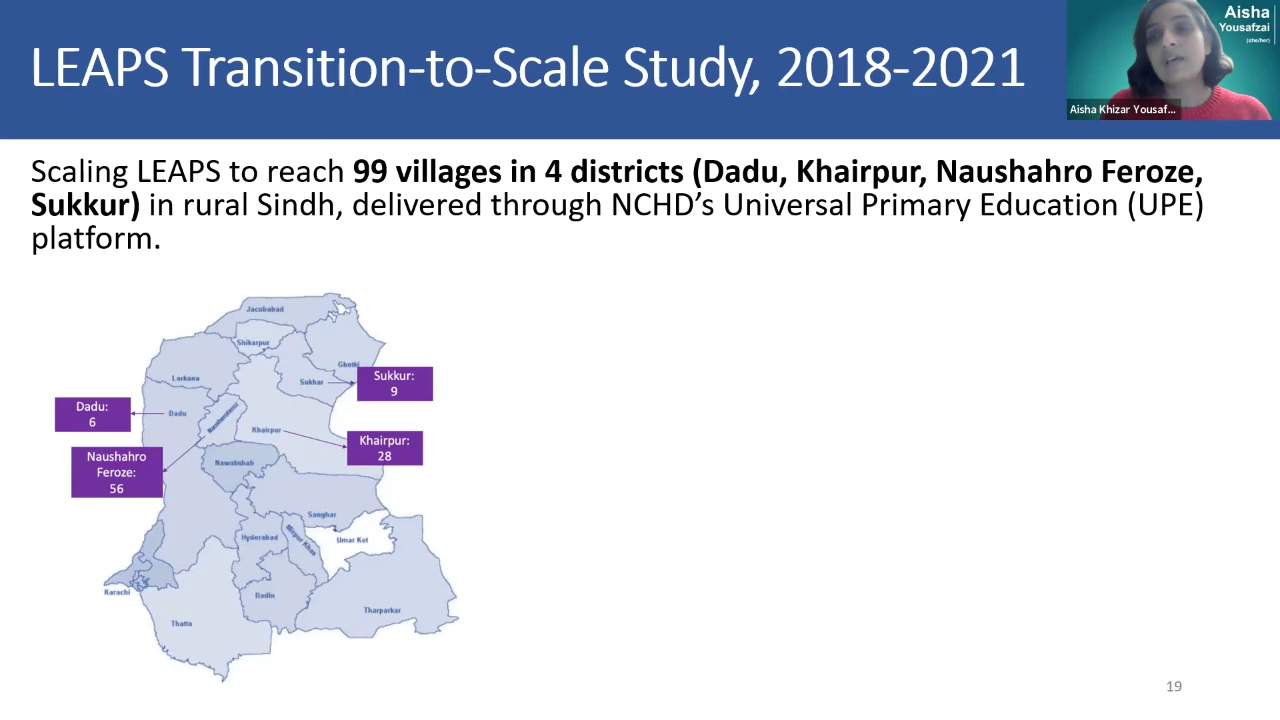 LEAPS Transition-to-Scale Study, 2018-2021
Aisha
Yousafzai
(she/her)
Aisha Khizar Yousaf...
Scaling LEAPS to reach 99 villages in 4 districts (Dadu, Khairpur, Naushahro Feroze,
Sukkur) in rural Sindh, delivered through NCHD’s Universal Primary Education (UPE)
platform.
Jacobabad
Shikarpur
Ghotki
Larkana
Sukhar
Sukkur:
9
Dadu:
6
Dadu
Khairpur
Khairpur:
28
Naushahro
Feroze:
56
Nawabshah
Sanghar
Hyderabad
Mirpur Khas
Umar Kot
Karachi
Badin
Tharparkar
Thatta
19